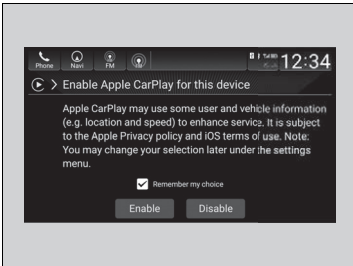 Phone Navi FM 12:34
Enable Apple CarPlay for this device
Apple CarPlay may use some user and vehicle information
(e.g. location and speed) to enhance service. It is subject
to the Apple Privacy policy and iOS terms of use. Note:
You may change your selection later under the settings
menu.
Remember my choice
Enable Disable